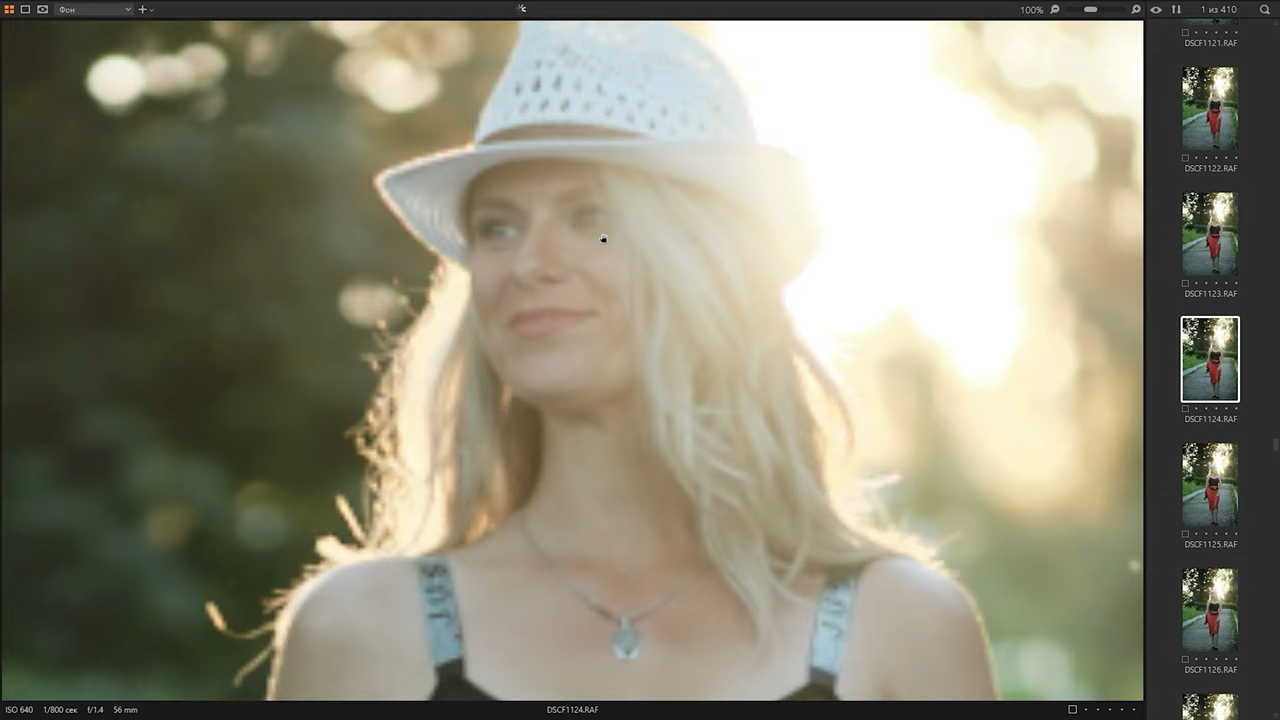 Фон
100%
1 из 410
DSCF1121.RAF
DSCF1122.RAF
DSCF1123.RAF
DSCF1124.RAF
DSCF1125.RAF
DSCF1126.RAF
ISO 640 1/800 сек f/1.4 56 mm
DSCF1124.RAF